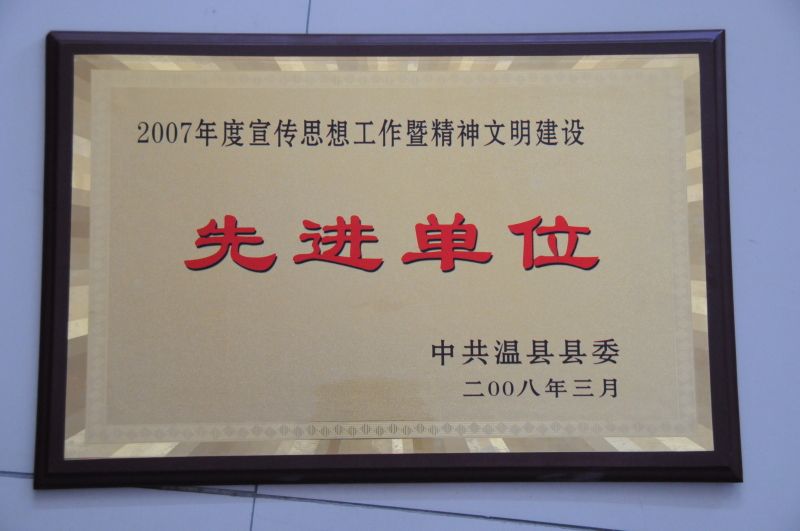 2007年度宣传思想工作暨精神文明建设
先进单位
中共温县县委
二00八年三月